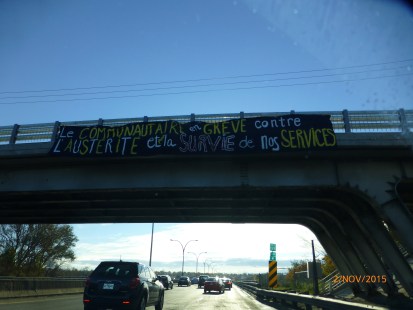 Le COMMUNAUTAIRE en GRÈVE contre
L'AUSTÉRITÉ et la SURVIE de nos SERVICES
2/NOV/2015